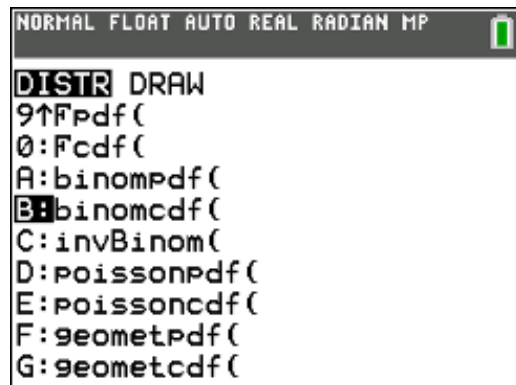 NORMAL FLOAT AUTO REAL RADIAN MP
DISTR DRAW
9↑Fpdf(
0:Fcdf(
A:binompdf(
B:binomcdf(
C:invBinom(
D:poissonpdf(
E:poissoncdf(
F:geometpdf(
G:geometcdf(